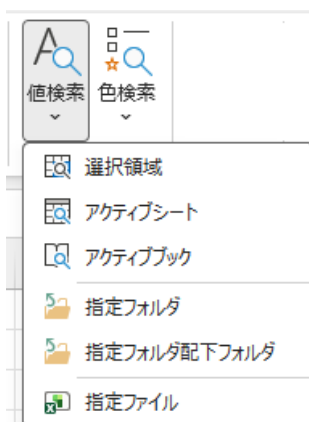 値検索 色検索
選択領域
アクティブシート
アクティブブック
指定フォルダ
指定フォルダ配下フォルダ
指定ファイル